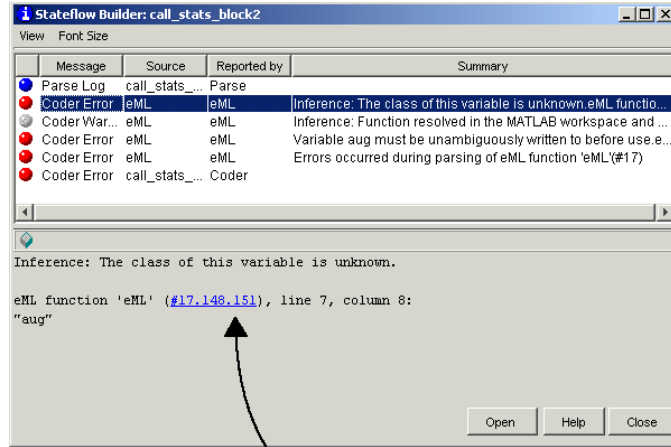 Stateflow Builder: call_stats_block2
View Font Size
Message Source Reported by Summary
Parse Log call_stats_... Parse
Coder Error eML eML Inference: The class of this variable is unknown.eML functio...
Coder War... eML eML Inference: Function resolved in the MATLAB workspace and ...
Coder Error eML eML Variable aug must be unambiguously written to before use.e...
Coder Error eML eML Errors occurred during parsing of eML function 'eML'(#17)
Coder Error call_stats_... Coder
Inference: The class of this variable is unknown.
eML function 'eML' (#17.148.151), line 7, column 8:
"aug"
Open Help Close